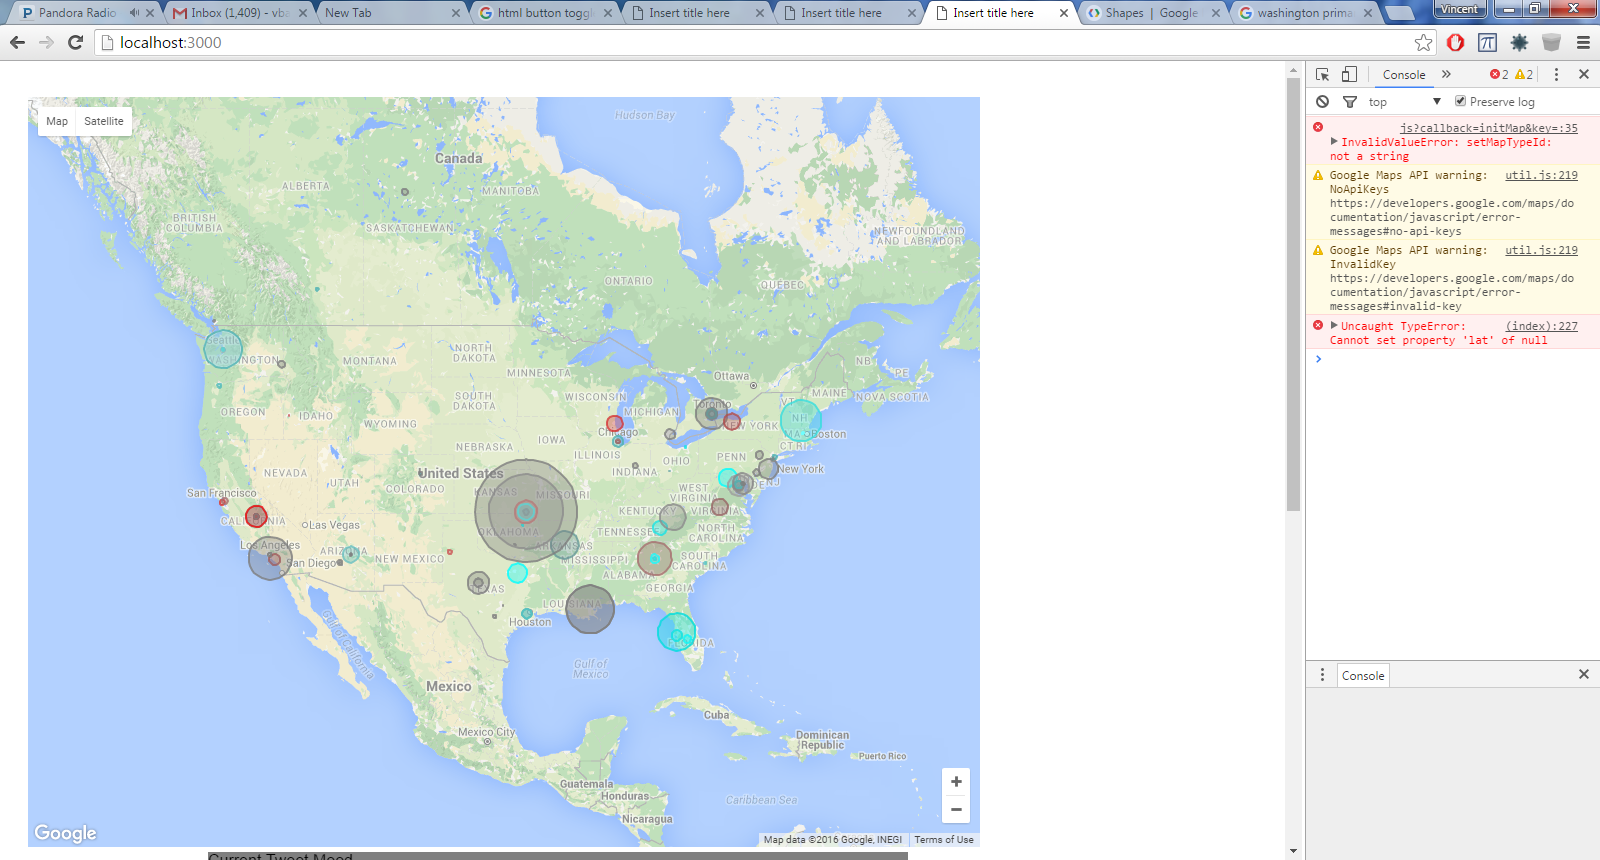 Pandora Radio
Inbox (1,409) - vba
New Tab
html button toggl
Insert title here
Insert title here
Insert title here
Shapes | Google
washington prima
Vincent
localhost:3000
Map
Satellite
Console
2
2
top
Preserve log
js?callback=initMap&key=:35
InvalidValueError: setMapTypeId:
not a string
Google Maps API warning: util.js:219
NoApiKeys
https://developers.google.com/maps/do
cumentation/javascript/error-
messages#no-api-keys
Google Maps API warning: util.js:219
InvalidKey
https://developers.google.com/maps/do
cumentation/javascript/error-
messages#invalid-key
Uncaught TypeError: (index):227
Cannot set property 'lat' of null
Console
Hudson Bay
Canada
ALBERTA
MANITOBA
BRITISH
COLUMBIA
SASKATCHEWAN
NEWFOUNDLAND
AND LABRADOR
ONTARIO
QUEBEC
Seattle
WASHINGTON
MONTANA
NORTH
DAKOTA
MINNESOTA
Ottawa
NB
PE
NOVA SCOTIA
MAINE
OREGON
IDAHO
WYOMING
SOUTH
DAKOTA
WISCONSIN
MICHIGAN
Toronto
VT
NH
NEW YORK
MA
Boston
CT
RI
Chicago
IOWA
NEBRASKA
ILLINOIS
INDIANA
OHIO
PENN
New York
NJ
DE
NEVADA
UTAH
COLORADO
United States
KANSAS
MISSOURI
WEST
VIRGINIA
KENTUCKY
VIRGINIA
San Francisco
CALIFORNIA
Las Vegas
Los Angeles
San Diego
ARIZONA
NEW MEXICO
OKLAHOMA
ARKANSAS
TENNESSEE
NORTH
CAROLINA
MISSISSIPPI
SOUTH
CAROLINA
ALABAMA
GEORGIA
TEXAS
LOUISIANA
Houston
FLORIDA
Gulf of California
Gulf of
Mexico
Mexico
Mexico City
Cuba
Dominican
Republic
Puerto Rico
Guatemala
Honduras
Nicaragua
Caribbean Sea
+
−
Google
Map data ©2016 Google, INEGI
Terms of Use
Current Tweet Mood